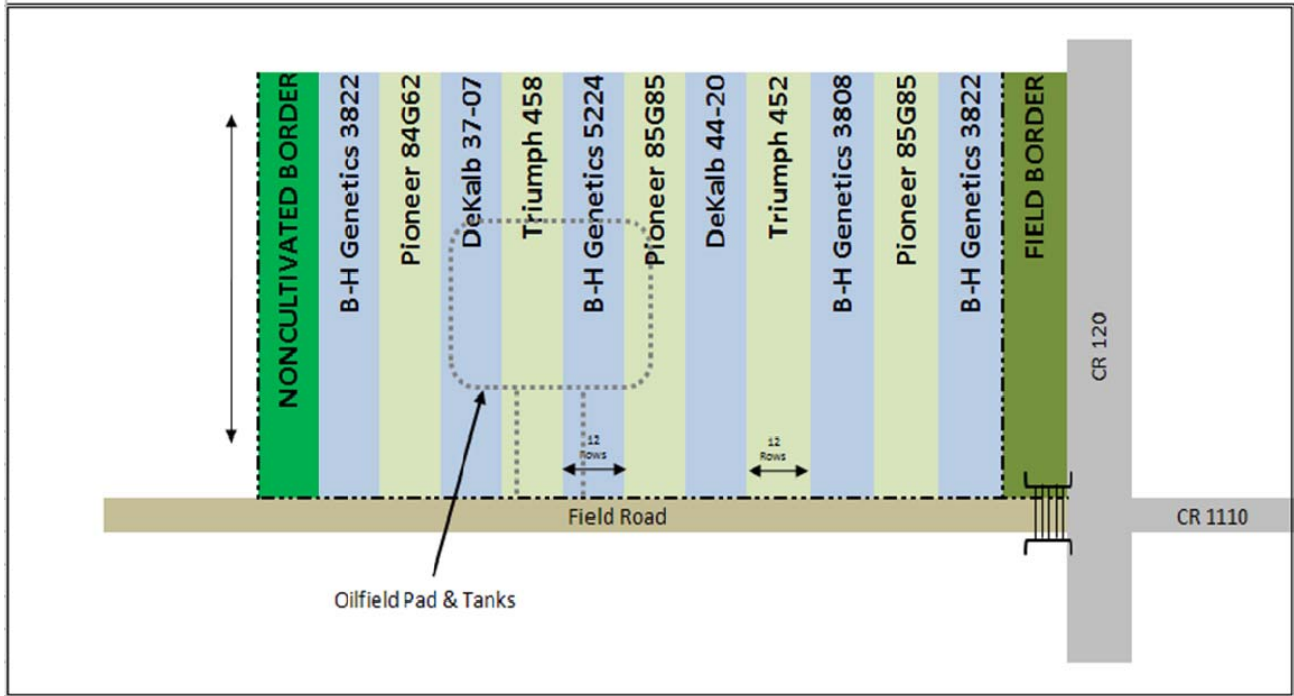 NONCULTIVATED BORDER
B-H Genetics 3822
Pioneer 84G62
DeKalb 37-07
Triumph 458
B-H Genetics 5224
Pioneer 85G85
DeKalb 44-20
Triumph 452
B-H Genetics 3808
Pioneer 85G85
B-H Genetics 3822
FIELD BORDER
CR 120
12
Rows
12
Rows
Field Road
CR 1110
Oilfield Pad & Tanks